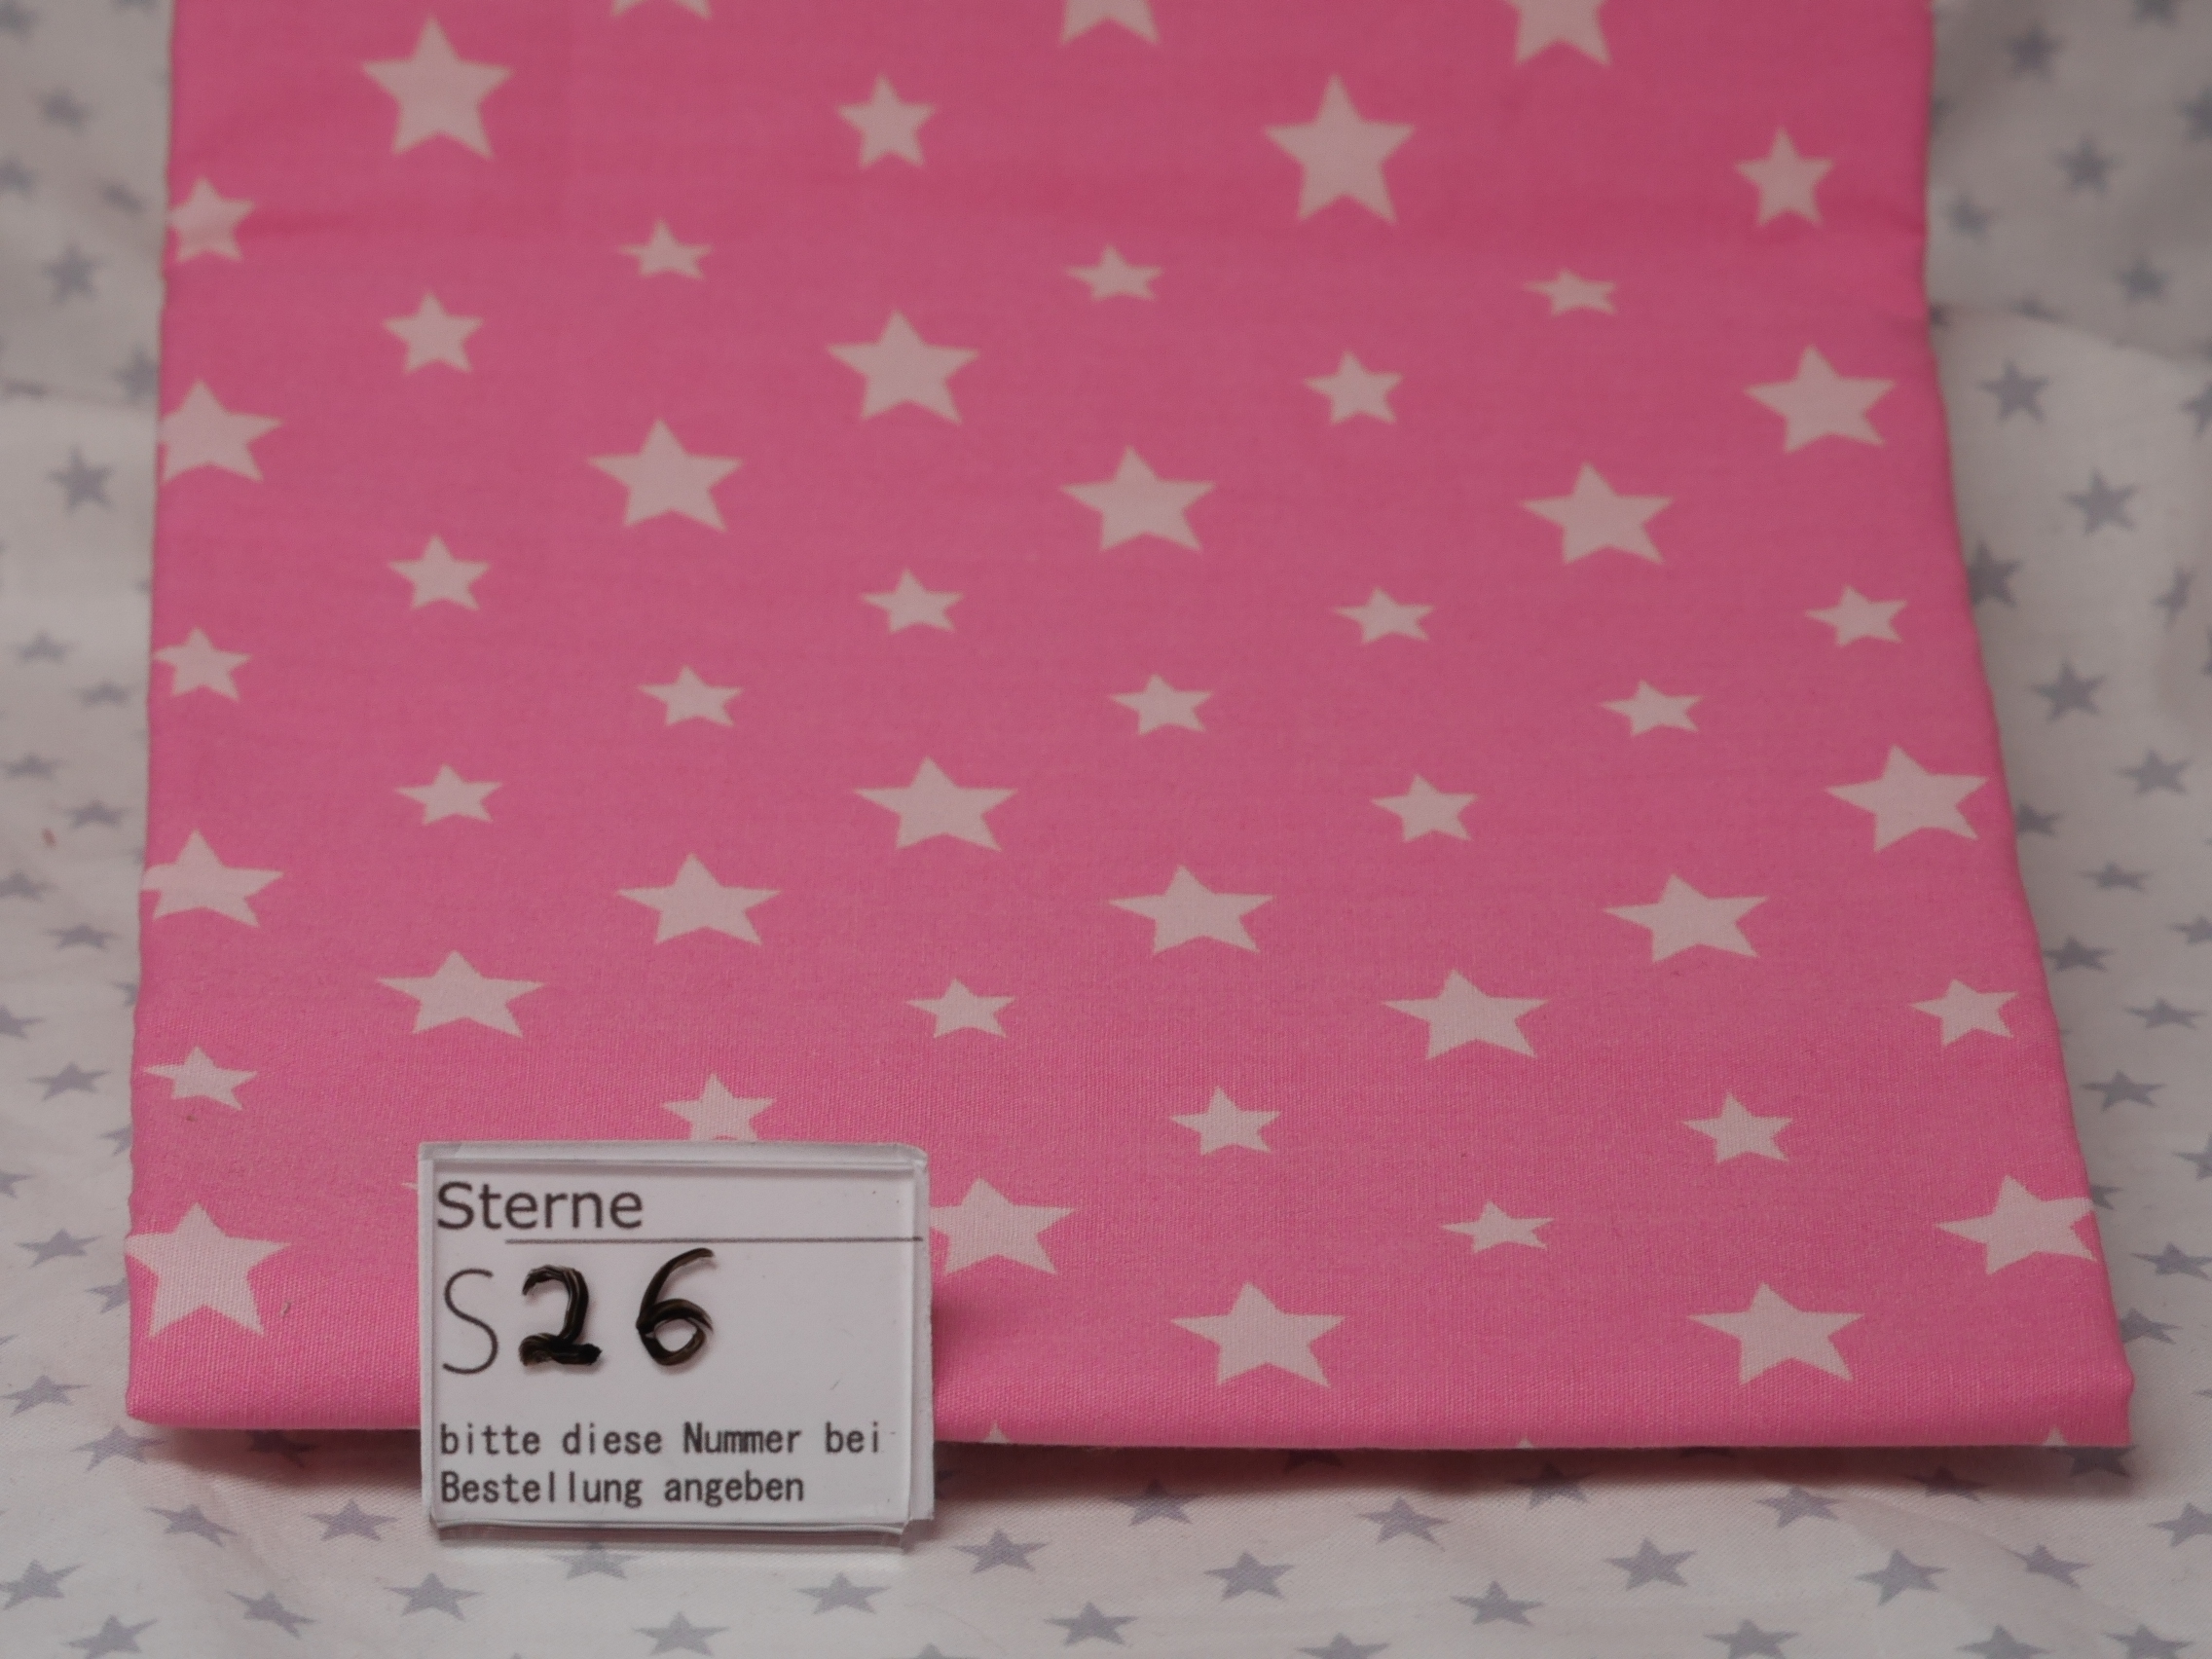 Sterne
S26
bitte diese Nummer bei
Bestellung angeben